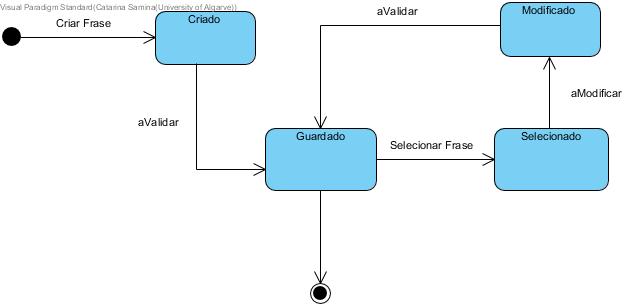 Visual Paradigm Standard(Catarina Samina(University of Algarve))
Criar Frase
Criado
aValidar
Modificado
aModificar
aValidar
Guardado
Selecionar Frase
Selecionado